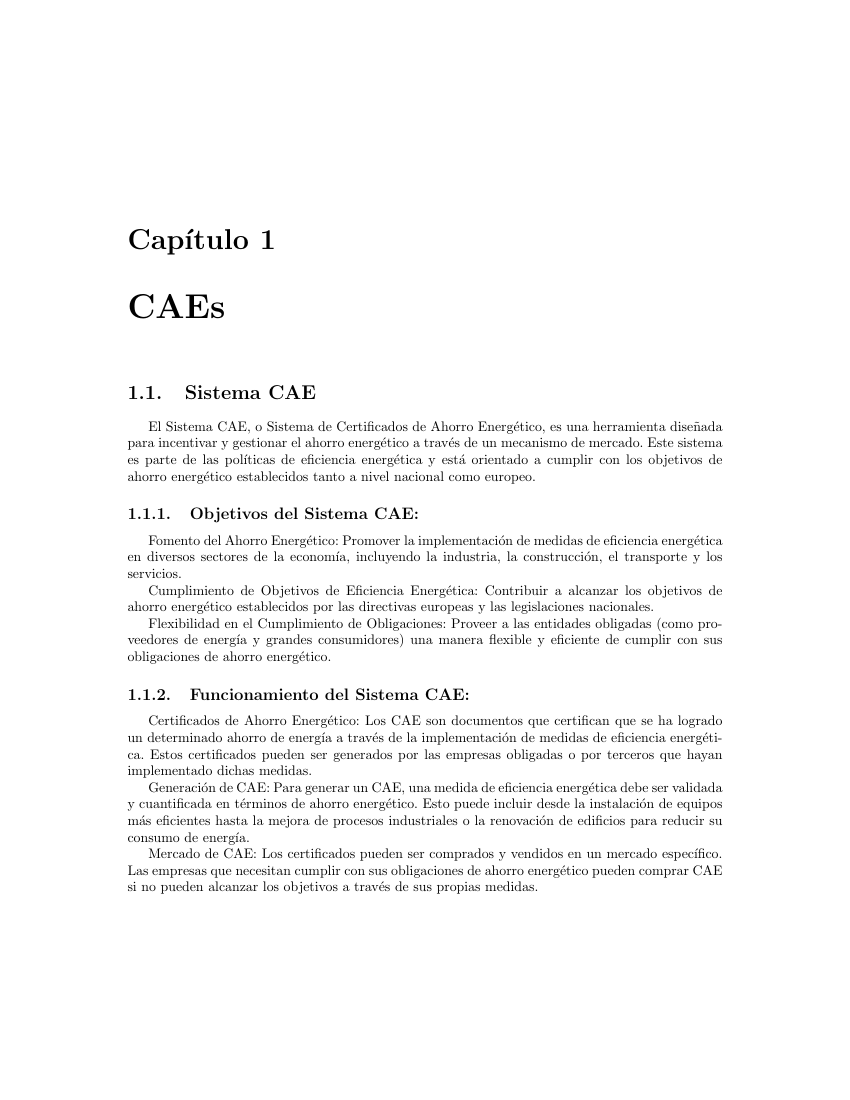 Capítulo 1
CAEs
1.1. Sistema CAE
El Sistema CAE, o Sistema de Certificados de Ahorro Energético, es una herramienta diseñada
para incentivar y gestionar el ahorro energético a través de un mecanismo de mercado. Este sistema
es parte de las políticas de eficiencia energética y está orientado a cumplir con los objetivos de
ahorro energético establecidos tanto a nivel nacional como europeo.
1.1.1. Objetivos del Sistema CAE:
Fomento del Ahorro Energético: Promover la implementación de medidas de eficiencia energética
en diversos sectores de la economía, incluyendo la industria, la construcción, el transporte y los
servicios.
Cumplimiento de Objetivos de Eficiencia Energética: Contribuir a alcanzar los objetivos de
ahorro energético establecidos por las directivas europeas y las legislaciones nacionales.
Flexibilidad en el Cumplimiento de Obligaciones: Proveer a las entidades obligadas (como pro-
veedores de energía y grandes consumidores) una manera flexible y eficiente de cumplir con sus
obligaciones de ahorro energético.
1.1.2. Funcionamiento del Sistema CAE:
Certificados de Ahorro Energético: Los CAE son documentos que certifican que se ha logrado
un determinado ahorro de energía a través de la implementación de medidas de eficiencia energéti-
ca. Estos certificados pueden ser generados por las empresas obligadas o por terceros que hayan
implementado dichas medidas.
Generación de CAE: Para generar un CAE, una medida de eficiencia energética debe ser validada
y cuantificada en términos de ahorro energético. Esto puede incluir desde la instalación de equipos
más eficientes hasta la mejora de procesos industriales o la renovación de edificios para reducir su
consumo de energía.
Mercado de CAE: Los certificados pueden ser comprados y vendidos en un mercado específico.
Las empresas que necesitan cumplir con sus obligaciones de ahorro energético pueden comprar CAE
si no pueden alcanzar los objetivos a través de sus propias medidas.